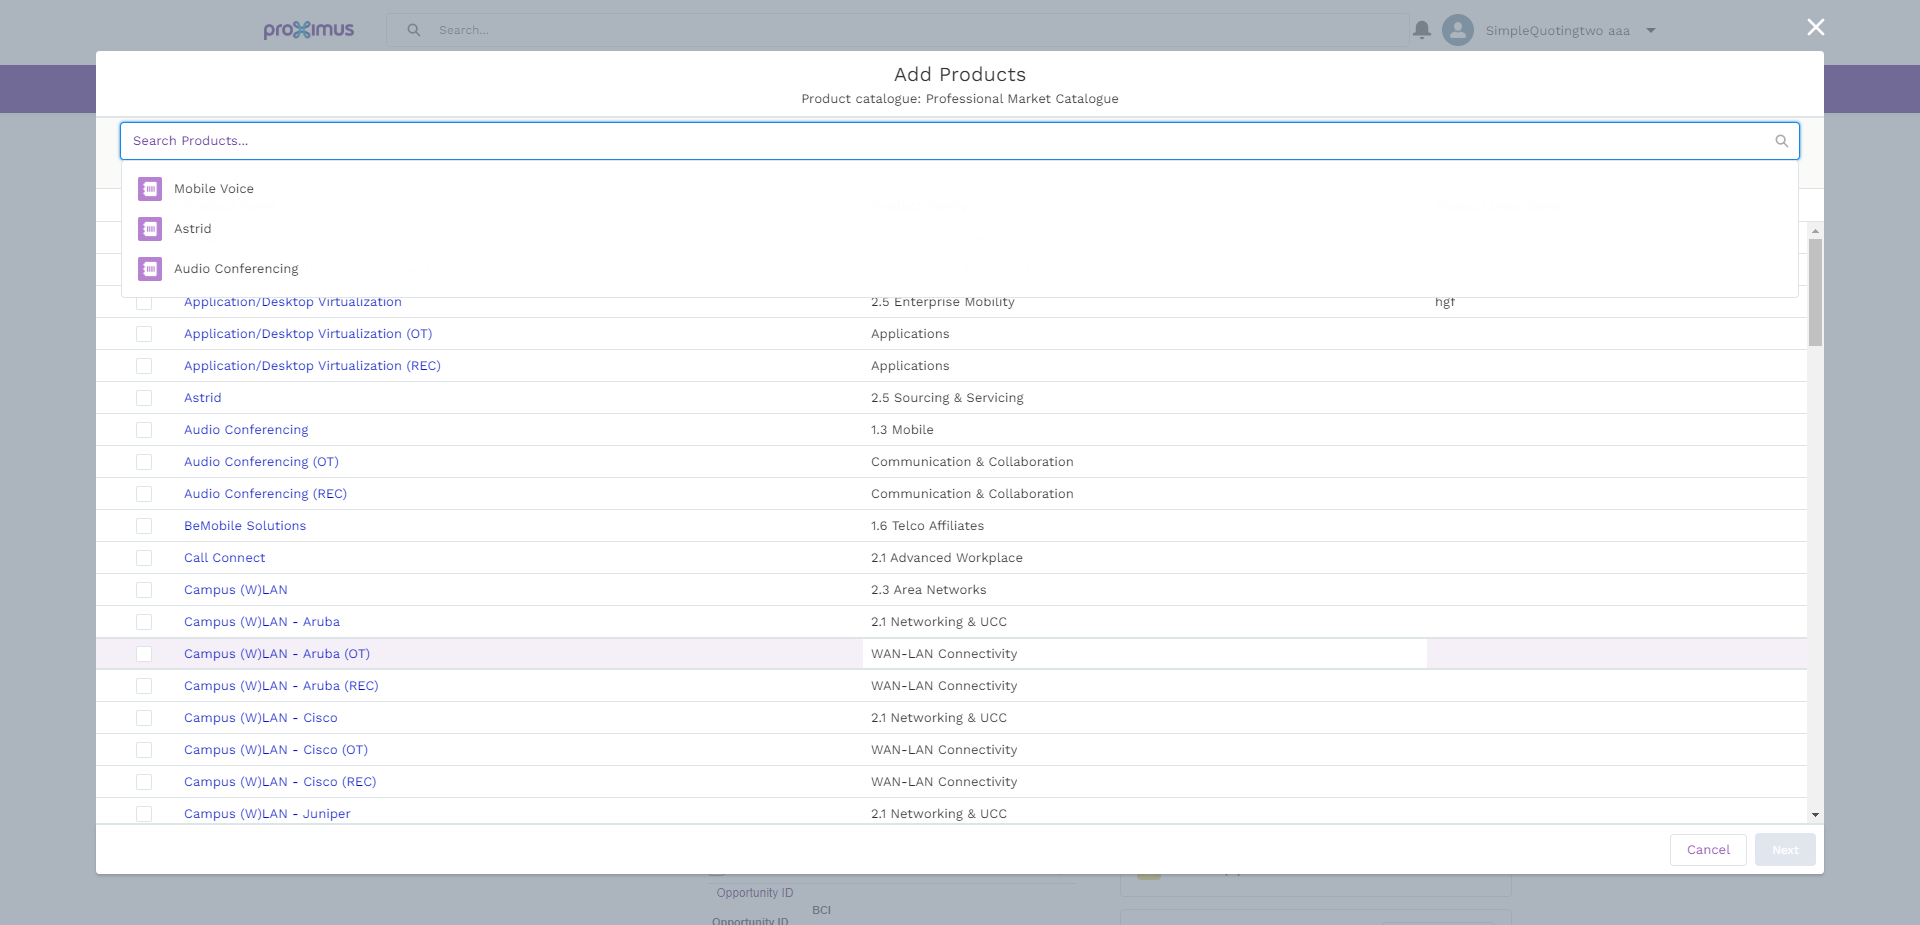 proximus
Search...
SimpleQuotingtwo aaa
Add Products
Product catalogue: Professional Market Catalogue
Search Products...
Mobile Voice
Astrid
Audio Conferencing
Application/Desktop Virtualization 2.5 Enterprise Mobility hgf
Application/Desktop Virtualization (OT) Applications
Application/Desktop Virtualization (REC) Applications
Astrid 2.5 Sourcing & Servicing
Audio Conferencing 1.3 Mobile
Audio Conferencing (OT) Communication & Collaboration
Audio Conferencing (REC) Communication & Collaboration
BeMobile Solutions 1.6 Telco Affiliates
Call Connect 2.1 Advanced Workplace
Campus (W)LAN 2.3 Area Networks
Campus (W)LAN - Aruba 2.1 Networking & UCC
Campus (W)LAN - Aruba (OT) WAN-LAN Connectivity
Campus (W)LAN - Aruba (REC) WAN-LAN Connectivity
Campus (W)LAN - Cisco 2.1 Networking & UCC
Campus (W)LAN - Cisco (OT) WAN-LAN Connectivity
Campus (W)LAN - Cisco (REC) WAN-LAN Connectivity
Campus (W)LAN - Juniper 2.1 Networking & UCC
Cancel
Next
Opportunity ID
BCI
Opportunity ID